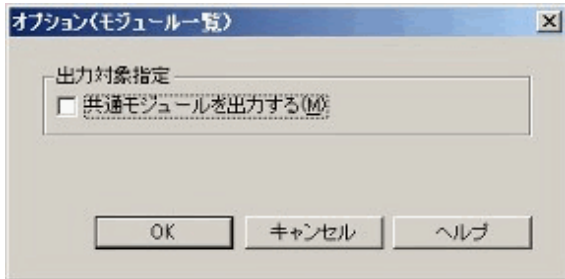 オプション(モジュール一覧)
出力対象指定
共通モジュールを出力する(M)
OK
キャンセル
ヘルプ